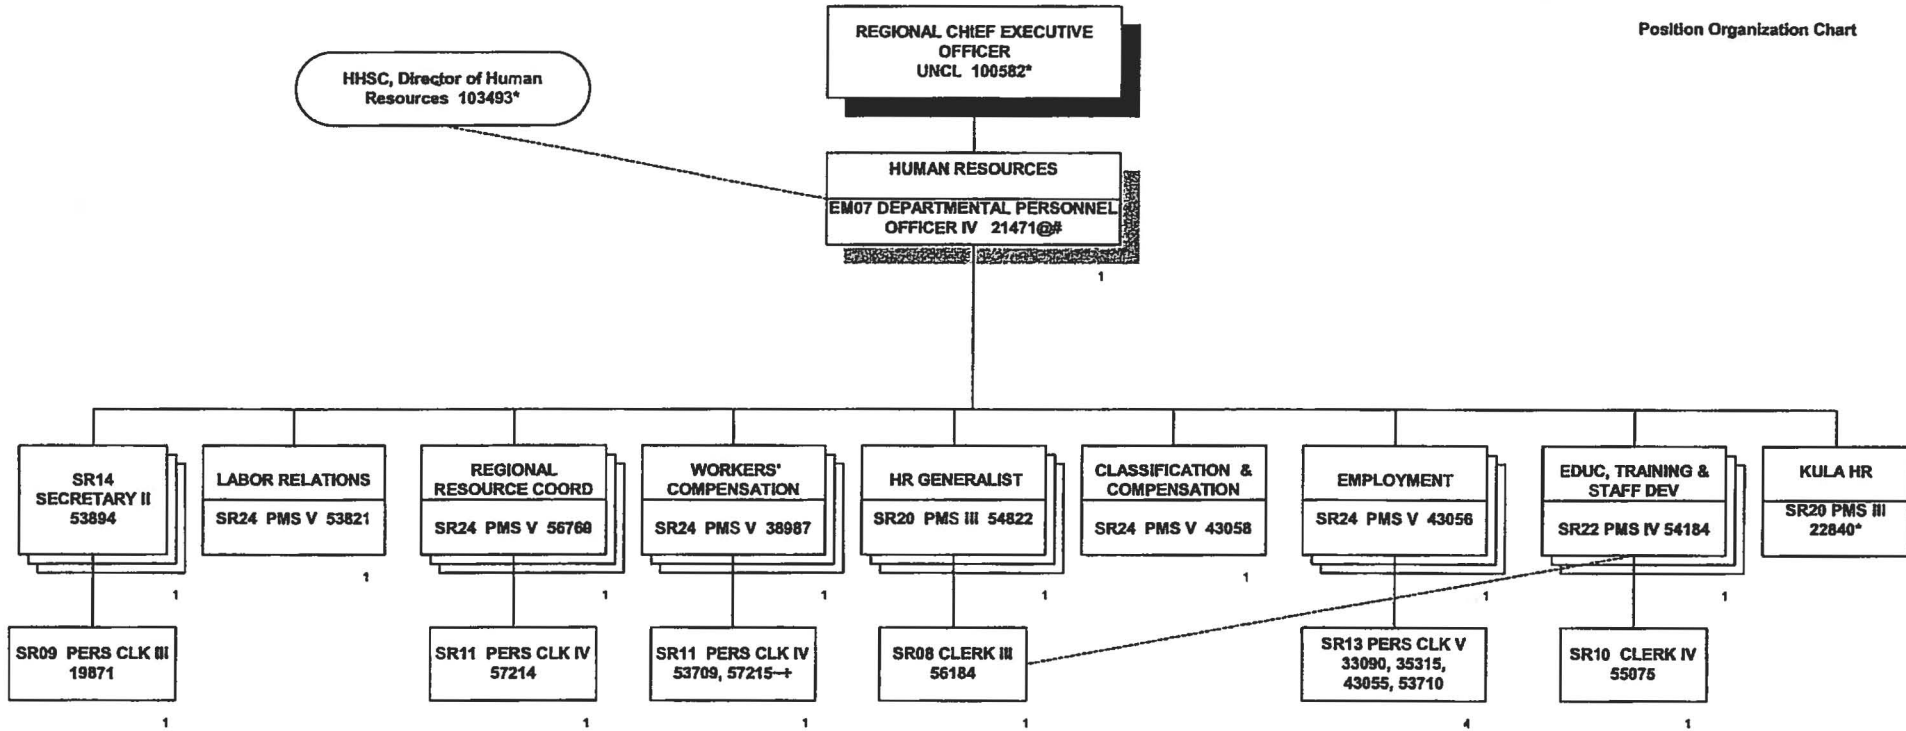 Position Organization Chart
REGIONAL CHIEF EXECUTIVE
OFFICER
UNCL 100582*
HHSC, Director of Human
Resources 103493*
HUMAN RESOURCES
EM07 DEPARTMENTAL PERSONNEL
OFFICER IV 21471@#
1
SR14
SECRETARY II
53894
1
LABOR RELATIONS
SR24 PMS V 53821
1
REGIONAL
RESOURCE COORD
SR24 PMS V 56769
1
WORKERS'
COMPENSATION
SR24 PMS V 38987
1
HR GENERALIST
SR20 PMS III 54822
1
CLASSIFICATION &
COMPENSATION
SR24 PMS V 43058
1
EMPLOYMENT
SR24 PMS V 43056
1
EDUC, TRAINING &
STAFF DEV
SR22 PMS IV 54184
1
KULA HR
SR20 PMS III
22840*
SR09 PERS CLK III
19871
1
SR11 PERS CLK IV
57214
1
SR11 PERS CLK IV
53709, 57215~+
1
SR08 CLERK III
56184
1
SR13 PERS CLK V
33090, 35315,
43055, 53710
4
SR10 CLERK IV
55075
1